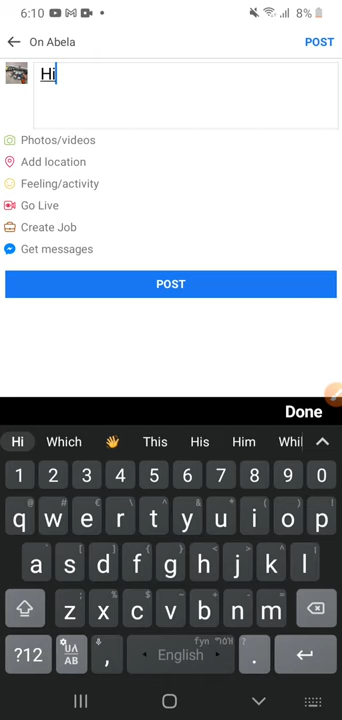 6:10
8%
On Abela
POST
Hi
Photos/videos
Add location
Feeling/activity
Go Live
Create Job
Get messages
POST
Done
Hi Which 👋 This His Him Whil
1 2 3 4 5 6 7 8 9 0
q w e r t y u i o p
a s d f g h j k l
z x c v b n m
?12 , English .